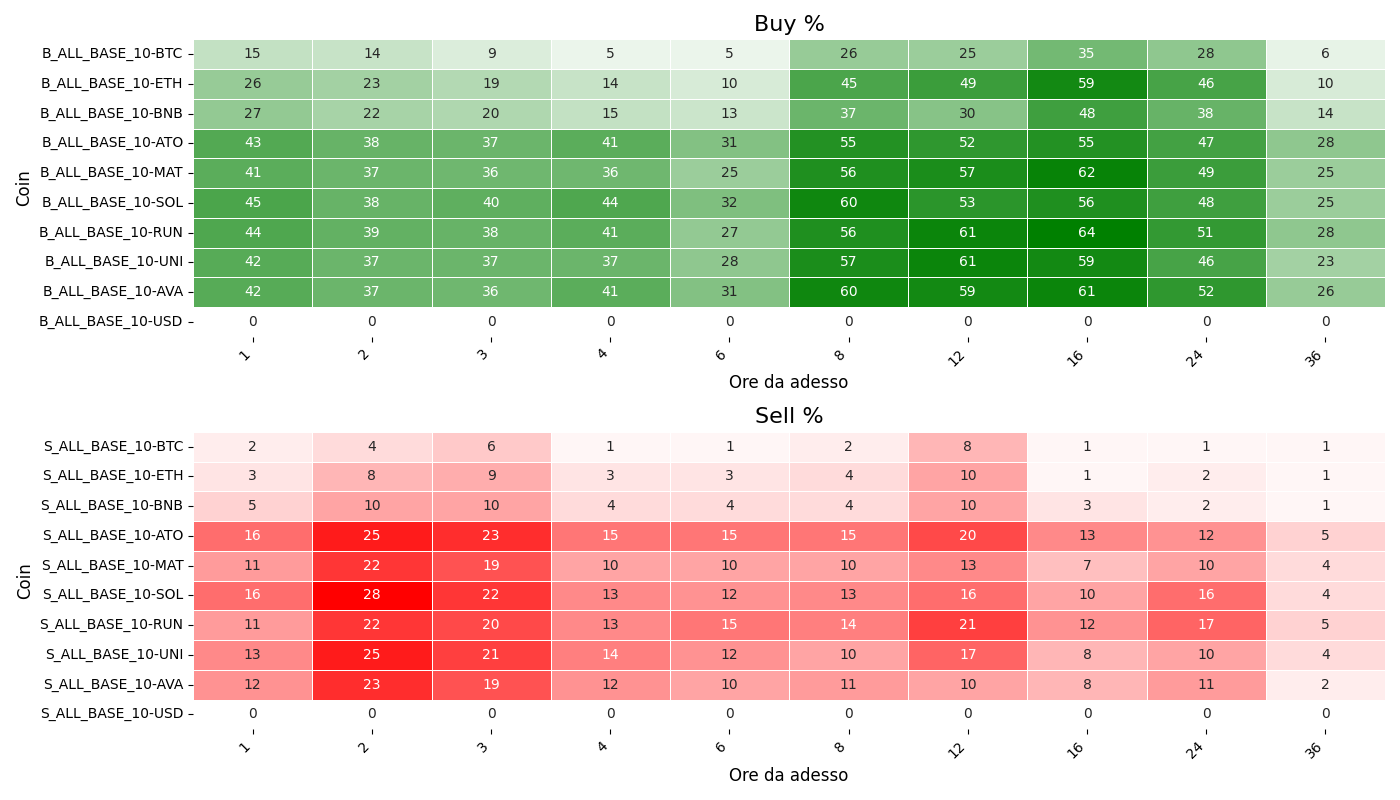 Buy %
Coin
B_ALL_BASE_10-BTC 15 14 9 5 5 26 25 35 28 6
B_ALL_BASE_10-ETH 26 23 19 14 10 45 49 59 46 10
B_ALL_BASE_10-BNB 27 22 20 15 13 37 30 48 38 14
B_ALL_BASE_10-ATO 43 38 37 41 31 55 52 55 47 28
B_ALL_BASE_10-MAT 41 37 36 36 25 56 57 62 49 25
B_ALL_BASE_10-SOL 45 38 40 44 32 60 53 56 48 25
B_ALL_BASE_10-RUN 44 39 38 41 27 56 61 64 51 28
B_ALL_BASE_10-UNI 42 37 37 37 28 57 61 59 46 23
B_ALL_BASE_10-AVA 42 37 36 41 31 60 59 61 52 26
B_ALL_BASE_10-USD 0 0 0 0 0 0 0 0 0 0
1 2 3 4 6 8 12 16 24 36
Ore da adesso
Sell %
Coin
S_ALL_BASE_10-BTC 2 4 6 1 1 2 8 1 1 1
S_ALL_BASE_10-ETH 3 8 9 3 3 4 10 1 2 1
S_ALL_BASE_10-BNB 5 10 10 4 4 4 10 3 2 1
S_ALL_BASE_10-ATO 16 25 23 15 15 15 20 13 12 5
S_ALL_BASE_10-MAT 11 22 19 10 10 10 13 7 10 4
S_ALL_BASE_10-SOL 16 28 22 13 12 13 16 10 16 4
S_ALL_BASE_10-RUN 11 22 20 13 15 14 21 12 17 5
S_ALL_BASE_10-UNI 13 25 21 14 12 10 17 8 10 4
S_ALL_BASE_10-AVA 12 23 19 12 10 11 10 8 11 2
S_ALL_BASE_10-USD 0 0 0 0 0 0 0 0 0 0
1 2 3 4 6 8 12 16 24 36
Ore da adesso